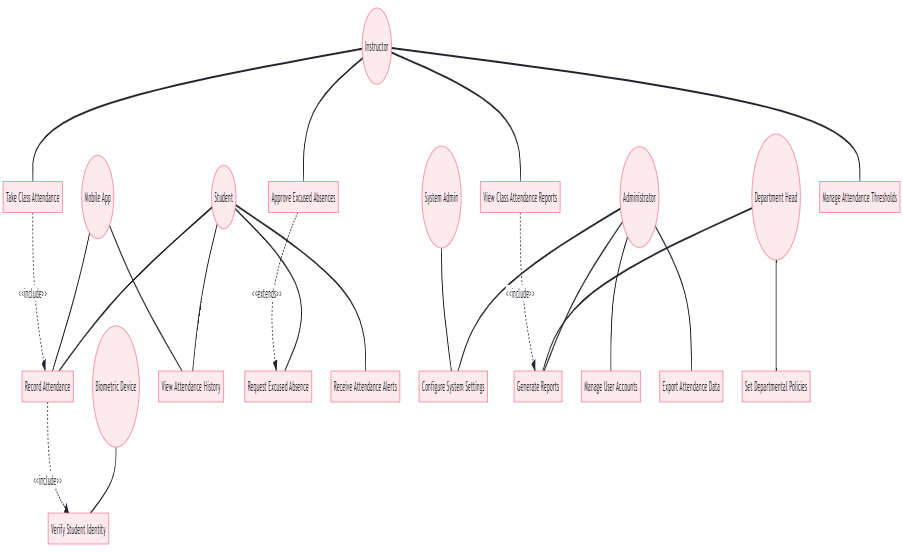 Instructor
Take Class Attendance
Mobile App
Student
Approve Excused Absences
System Admin
View Class Attendance Reports
Administrator
Department Head
Manage Attendance Thresholds
<<include>>
<<extends>>
<<include>>
Record Attendance
Biometric Device
View Attendance History
Request Excused Absence
Receive Attendance Alerts
Configure System Settings
Generate Reports
Manage User Accounts
Export Attendance Data
Set Departmental Policies
<<include>>
Verify Student Identity